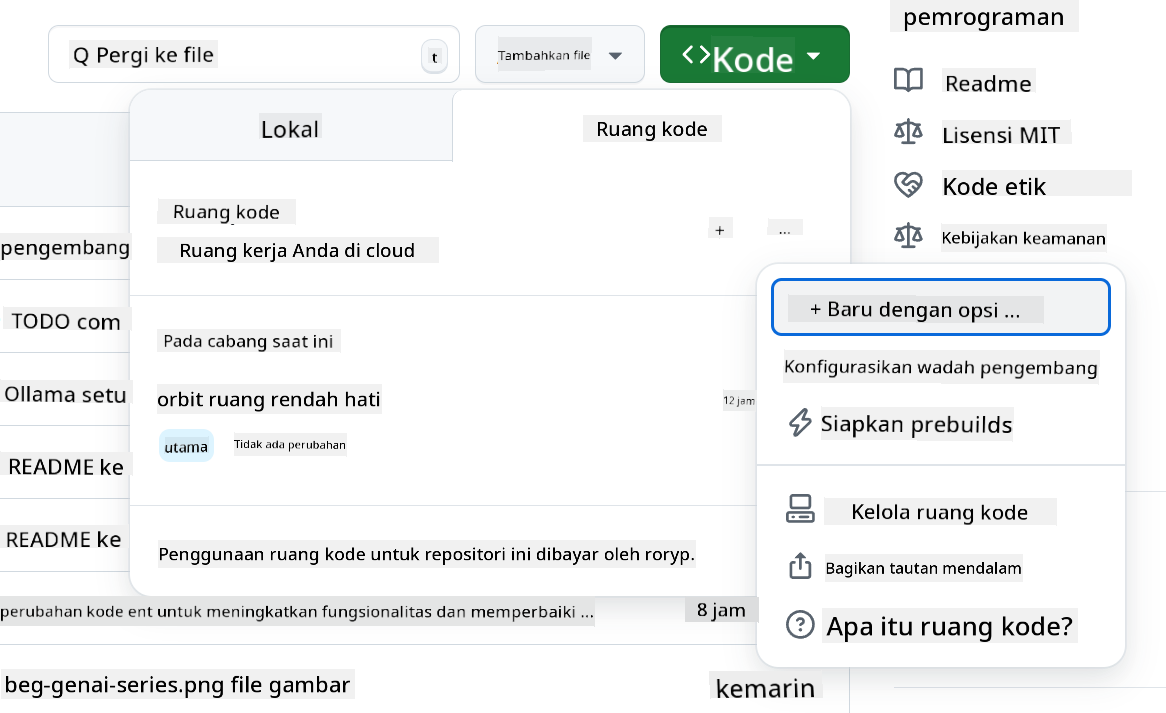 pemrograman
Q Pergi ke file
t
Tambahkan file
Kode
Readme
Lisensi MIT
Kode etik
Kebijakan keamanan
Lokal
Ruang kode
Ruang kode
Ruang kerja Anda di cloud
+
...
+ Baru dengan opsi ...
Konfigurasikan wadah pengembang
Siapkan prebuilds
Kelola ruang kode
Bagikan tautan mendalam
Apa itu ruang kode?
Pada cabang saat ini
orbit ruang rendah hati
12 jam
utama
Tidak ada perubahan
Penggunaan ruang kode untuk repositori ini dibayar oleh roryp.
pengembang
TODO com
Ollama setu
README ke
README ke
perubahan kode ent untuk meningkatkan fungsionalitas dan memperbaiki ...
8 jam
beg-genai-series.png file gambar
kemarin